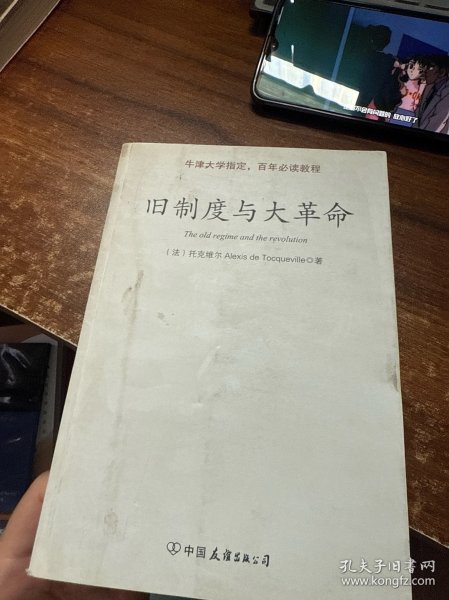 牛津大学指定，百年必读教程
旧制度与大革命
The old regime and the revolution
（法）托克维尔 Alexis de Tocqueville◎著
中国友谊出版公司
孔夫子旧书网
www.kongfz.com